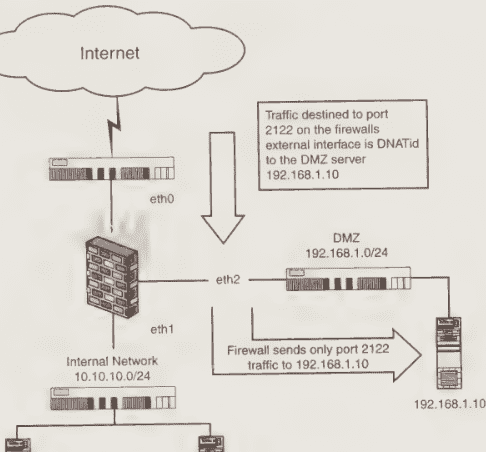 Internet
Traffic destined to port
2122 on the firewalls
external interface is DNATid
to the DMZ server
192.168.1.10
eth0
DMZ
192.168.1.0/24
eth2
eth1
Internal Network
10.10.10.0/24
Firewall sends only port 2122
traffic to 192.168.1.10
192.168.1.10